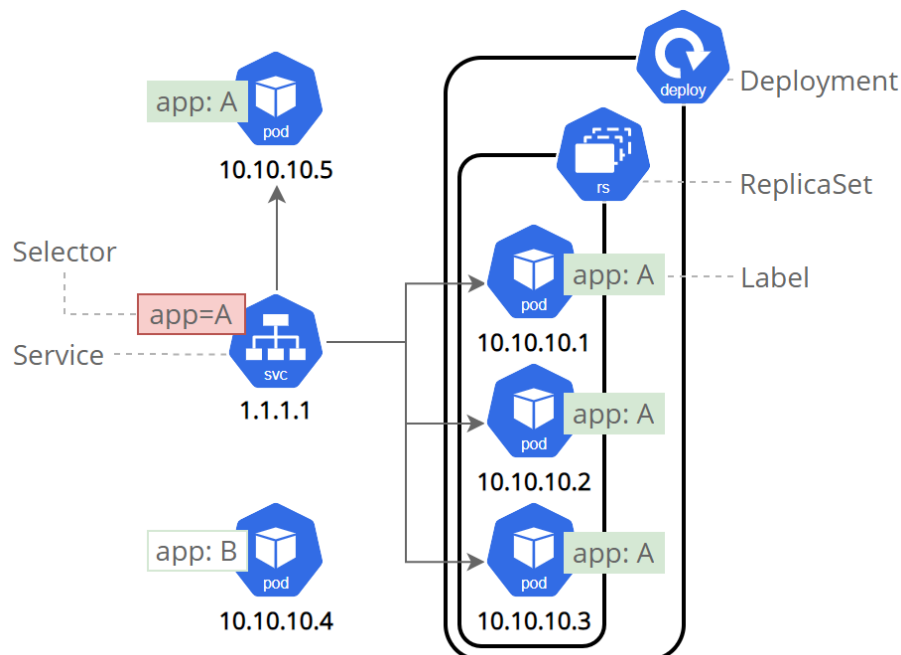 deploy
Deployment
app: A
pod
10.10.10.5
rs
ReplicaSet
Selector
app=A
svc
Service
1.1.1.1
pod
app: A
Label
10.10.10.1
pod
app: A
10.10.10.2
app: B
pod
10.10.10.4
pod
app: A
10.10.10.3